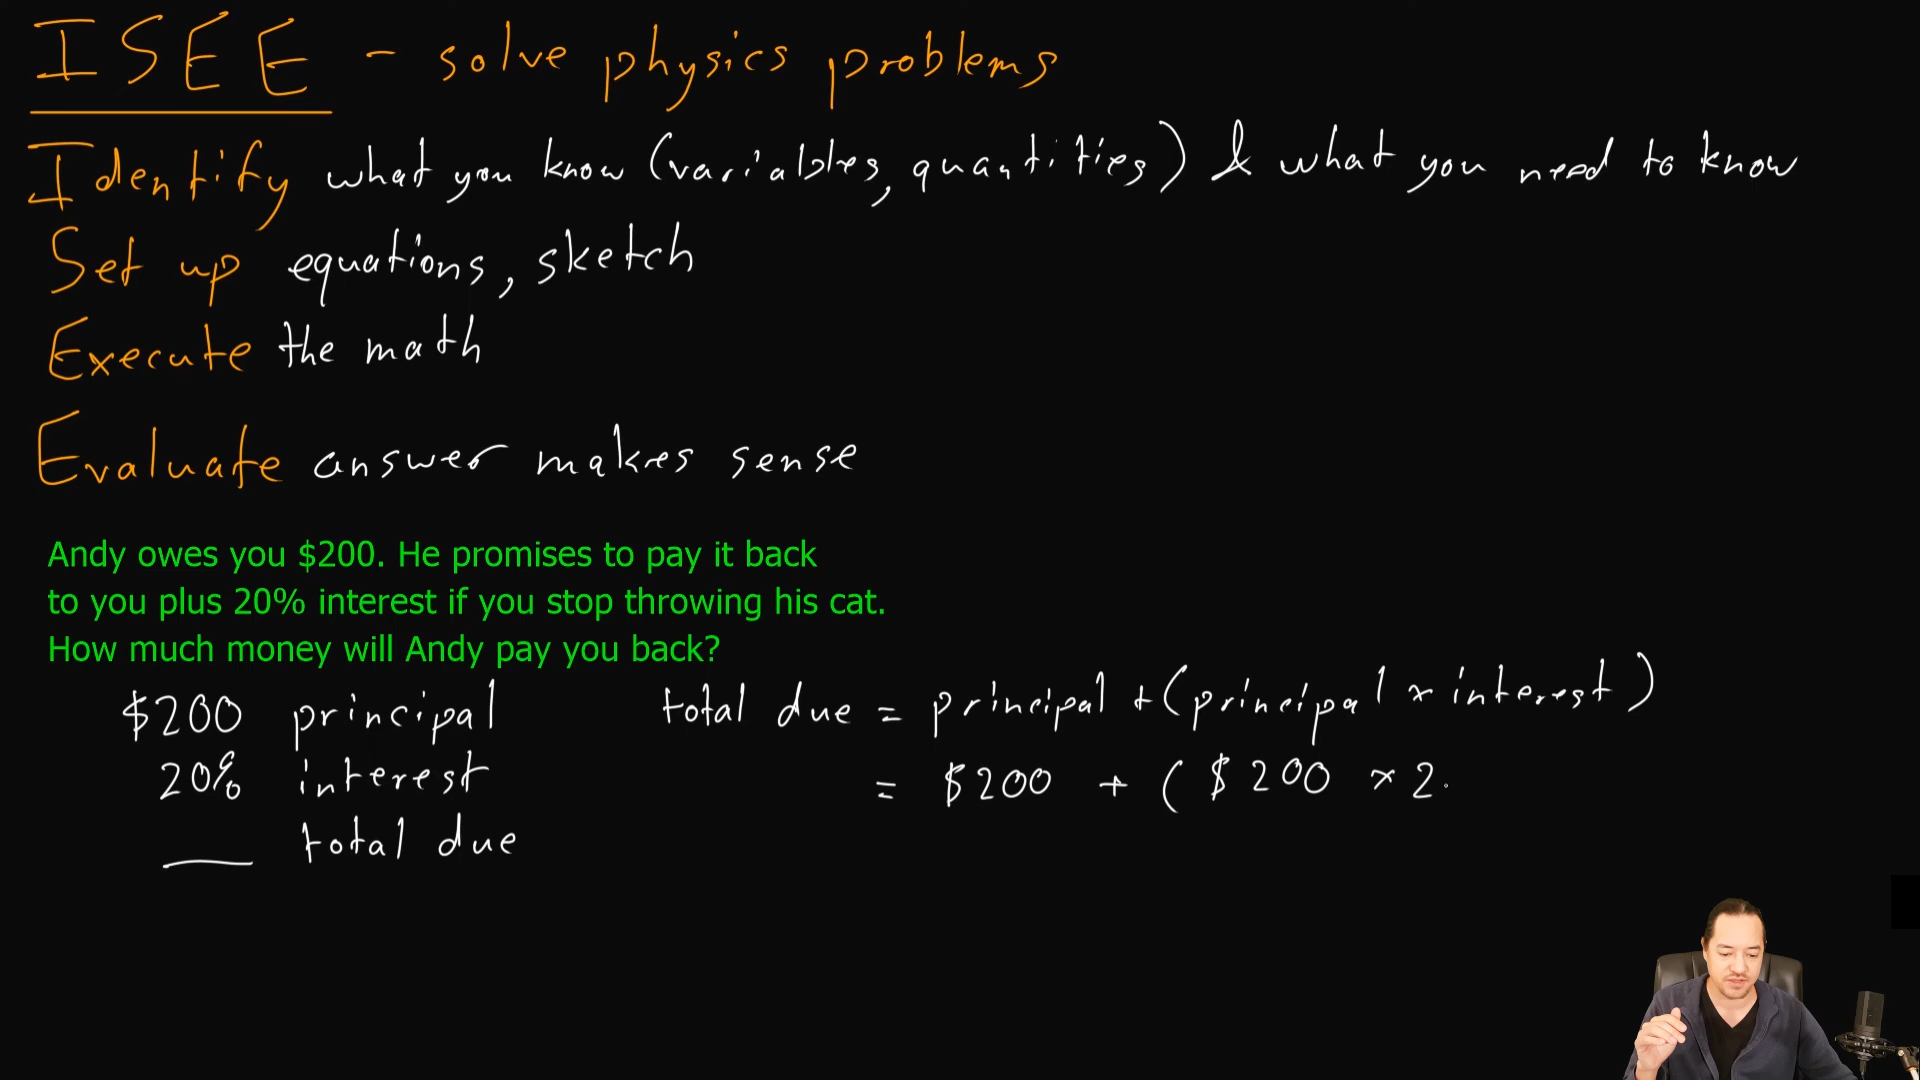 ISEE - solve physics problems
Identify what you know (variables, quantities) & what you need to know
Set up equations, sketch
Execute the math
Evaluate answer makes sense
Andy owes you $200. He promises to pay it back
to you plus 20% interest if you stop throwing his cat.
How much money will Andy pay you back?
$200 principal
20% interest
___ total due
total due = principal + (principal × interest)
= $200 + ( $200 × 2